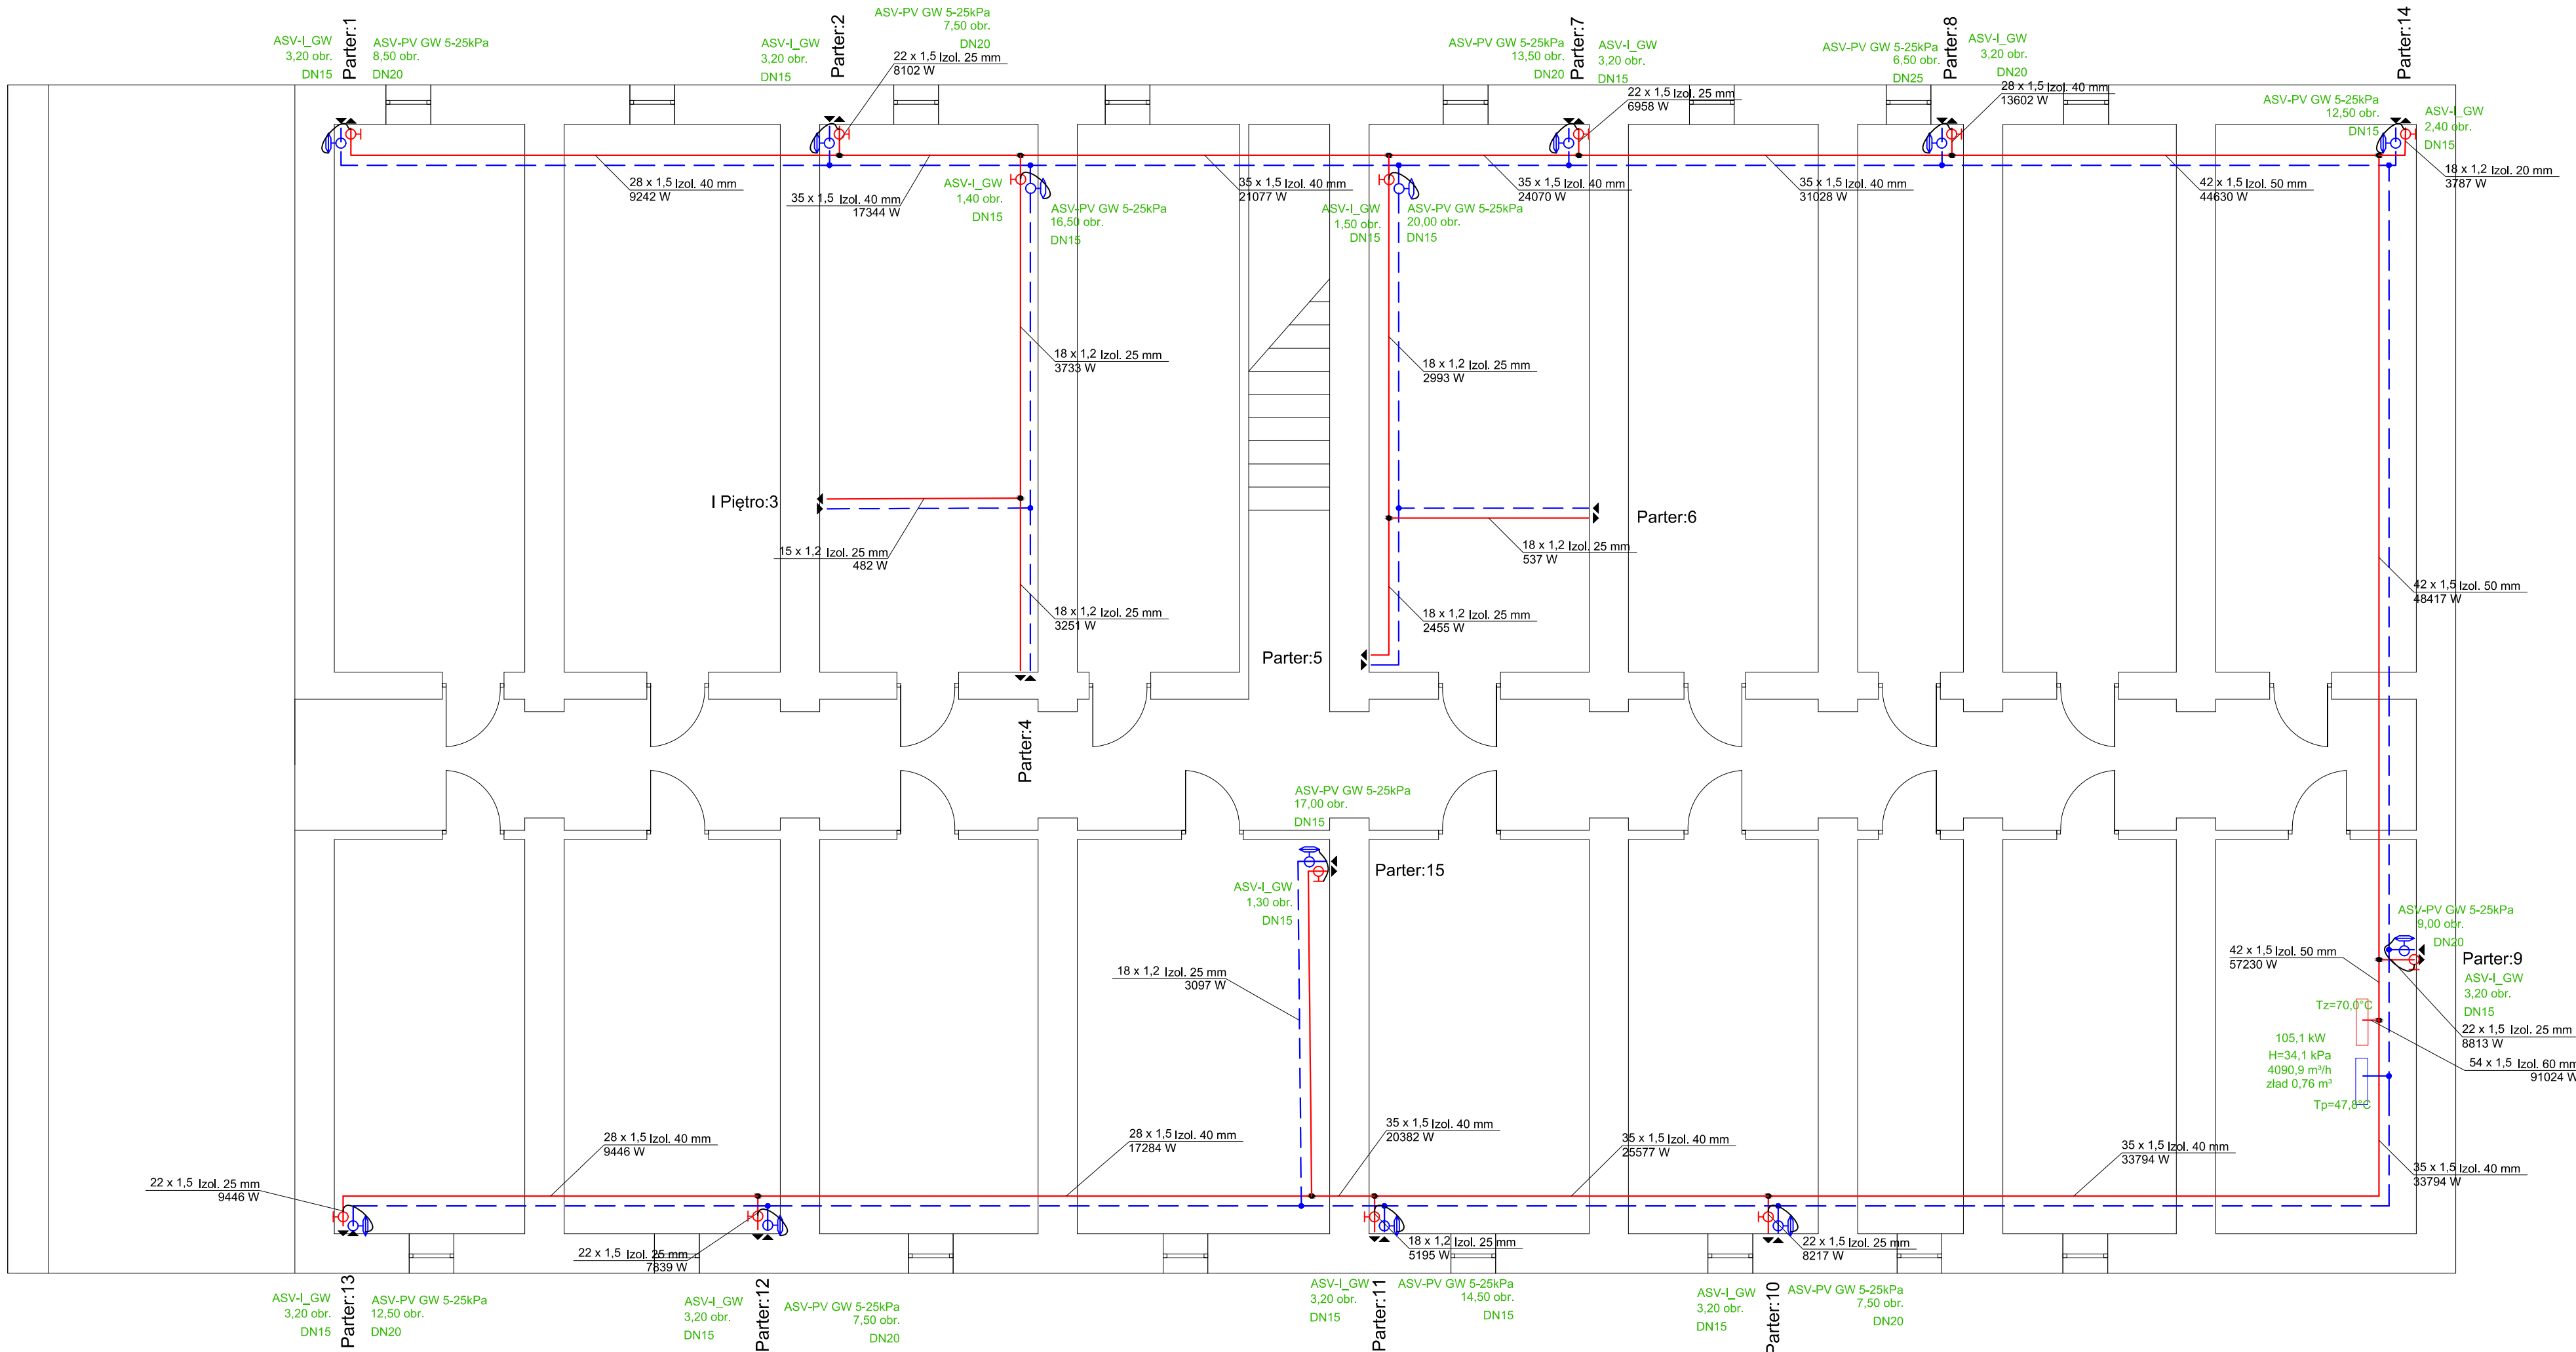 ASV-I_GW
3,20 obr.
DN15
Parter:1
ASV-PV GW 5-25kPa
8,50 obr.
DN20
ASV-I_GW
3,20 obr.
DN15
Parter:2
ASV-PV GW 5-25kPa
7,50 obr.
DN20
22 x 1,5 Izol. 25 mm
8102 W
ASV-PV GW 5-25kPa
13,50 obr.
DN20
Parter:7
ASV-I_GW
3,20 obr.
DN15
22 x 1,5 Izol. 25 mm
6958 W
ASV-PV GW 5-25kPa
6,50 obr.
DN25
Parter:8
ASV-I_GW
3,20 obr.
DN20
28 x 1,5 Izol. 40 mm
13602 W
Parter:14
ASV-PV GW 5-25kPa
12,50 obr.
DN15
ASV-I_GW
2,40 obr.
DN15
18 x 1,2 Izol. 20 mm
3787 W
28 x 1,5 Izol. 40 mm
9242 W
35 x 1,5 Izol. 40 mm
17344 W
ASV-I_GW
1,40 obr.
DN15
ASV-PV GW 5-25kPa
16,50 obr.
DN15
35 x 1,5 Izol. 40 mm
21077 W
ASV-I_GW
1,50 obr.
DN15
ASV-PV GW 5-25kPa
20,00 obr.
DN15
35 x 1,5 Izol. 40 mm
24070 W
35 x 1,5 Izol. 40 mm
31028 W
42 x 1,5 Izol. 50 mm
44630 W
18 x 1,2 Izol. 25 mm
3733 W
18 x 1,2 Izol. 25 mm
2993 W
I Piętro:3
15 x 1,2 Izol. 25 mm
482 W
Parter:6
18 x 1,2 Izol. 25 mm
537 W
18 x 1,2 Izol. 25 mm
3251 W
18 x 1,2 Izol. 25 mm
2455 W
42 x 1,5 Izol. 50 mm
48417 W
Parter:5
Parter:4
ASV-PV GW 5-25kPa
17,00 obr.
DN15
Parter:15
ASV-I_GW
1,30 obr.
DN15
18 x 1,2 Izol. 25 mm
3097 W
ASV-PV GW 5-25kPa
9,00 obr.
DN20
42 x 1,5 Izol. 50 mm
57230 W
Parter:9
ASV-I_GW
3,20 obr.
DN15
Tz=70,0°C
22 x 1,5 Izol. 25 mm
8813 W
105,1 kW
H=34,1 kPa
4090,9 m³/h
zład 0,76 m³
54 x 1,5 Izol. 60 mm
91024 W
Tp=47,8°C
28 x 1,5 Izol. 40 mm
9446 W
28 x 1,5 Izol. 40 mm
17284 W
35 x 1,5 Izol. 40 mm
20382 W
35 x 1,5 Izol. 40 mm
25577 W
35 x 1,5 Izol. 40 mm
33794 W
35 x 1,5 Izol. 40 mm
33794 W
22 x 1,5 Izol. 25 mm
9446 W
22 x 1,5 Izol. 25 mm
7839 W
18 x 1,2 Izol. 25 mm
5195 W
22 x 1,5 Izol. 25 mm
8217 W
ASV-I_GW
3,20 obr.
DN15
Parter:13
ASV-PV GW 5-25kPa
12,50 obr.
DN20
ASV-I_GW
3,20 obr.
DN15
Parter:12
ASV-PV GW 5-25kPa
7,50 obr.
DN20
ASV-I_GW
3,20 obr.
DN15
Parter:11
ASV-PV GW 5-25kPa
14,50 obr.
DN15
ASV-I_GW
3,20 obr.
DN15
Parter:10
ASV-PV GW 5-25kPa
7,50 obr.
DN20